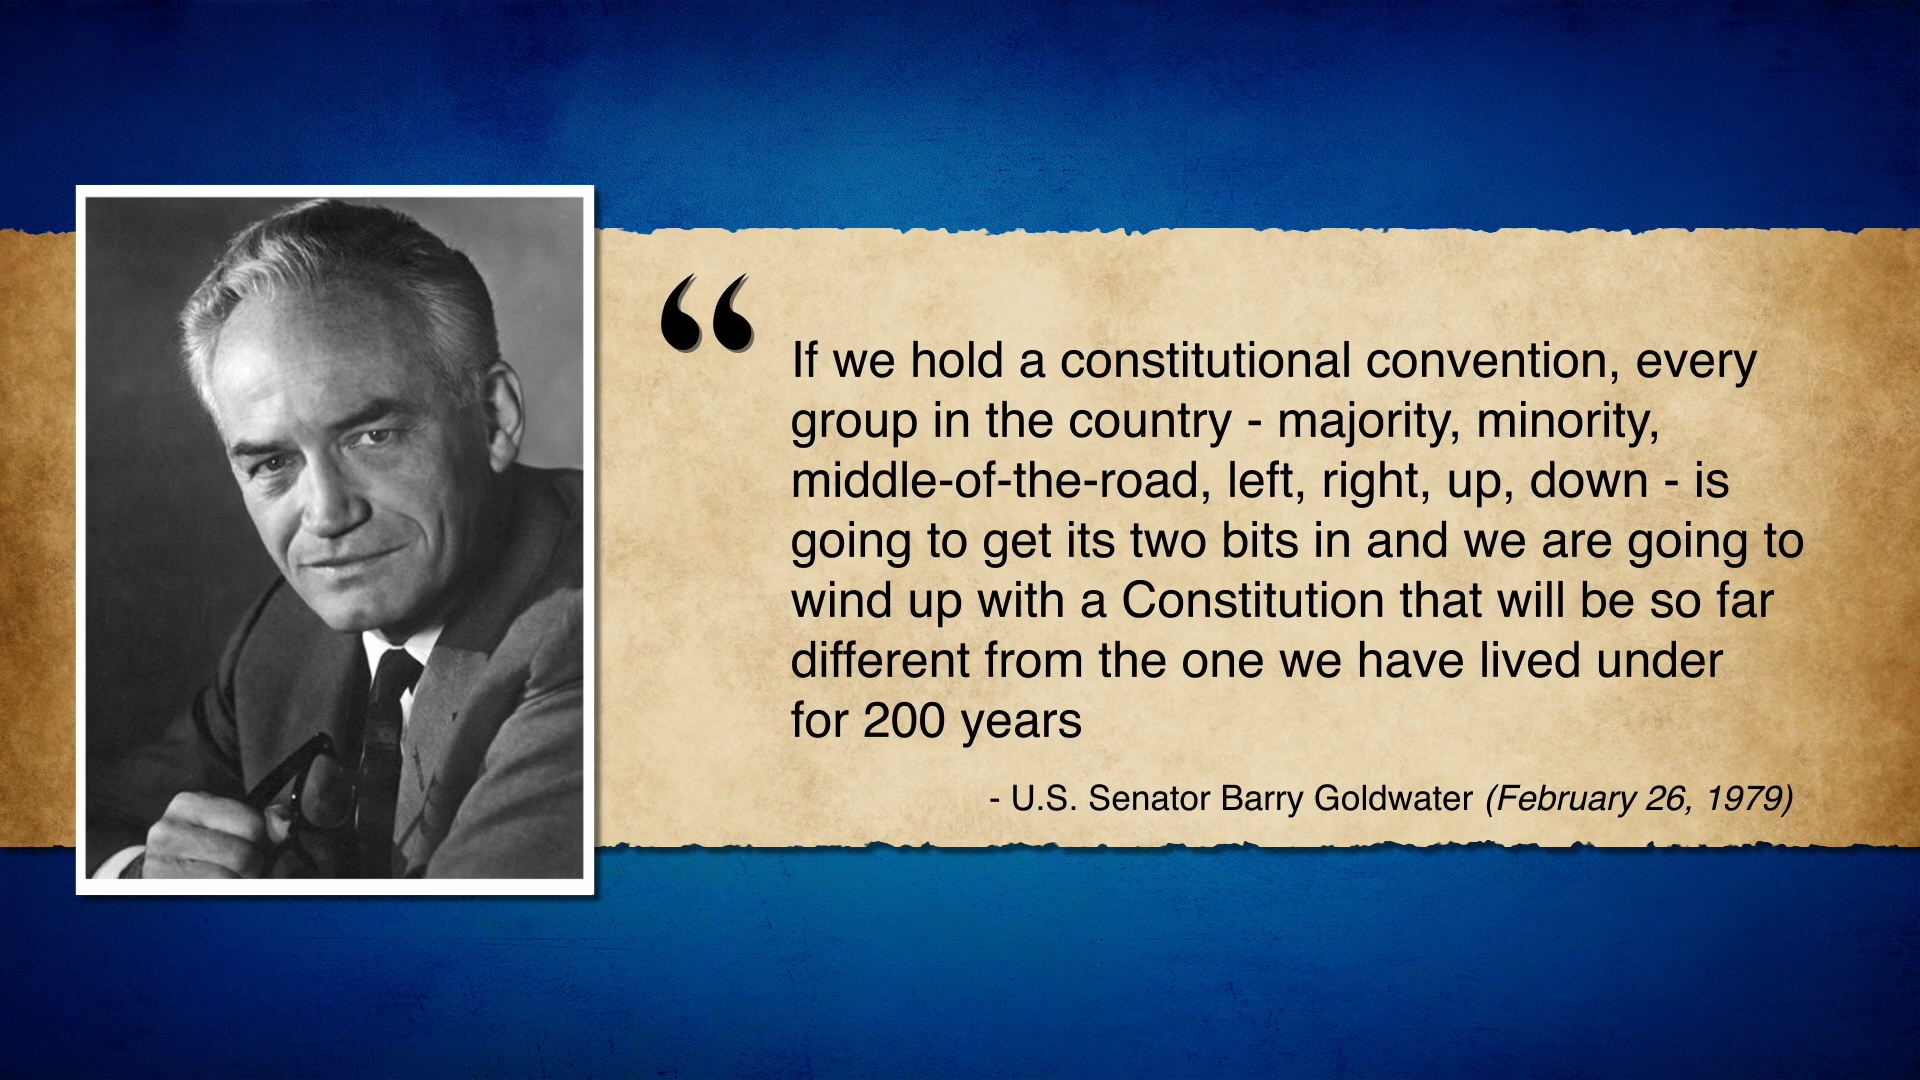 “
If we hold a constitutional convention, every
group in the country - majority, minority,
middle-of-the-road, left, right, up, down - is
going to get its two bits in and we are going to
wind up with a Constitution that will be so far
different from the one we have lived under
for 200 years
- U.S. Senator Barry Goldwater (February 26, 1979)